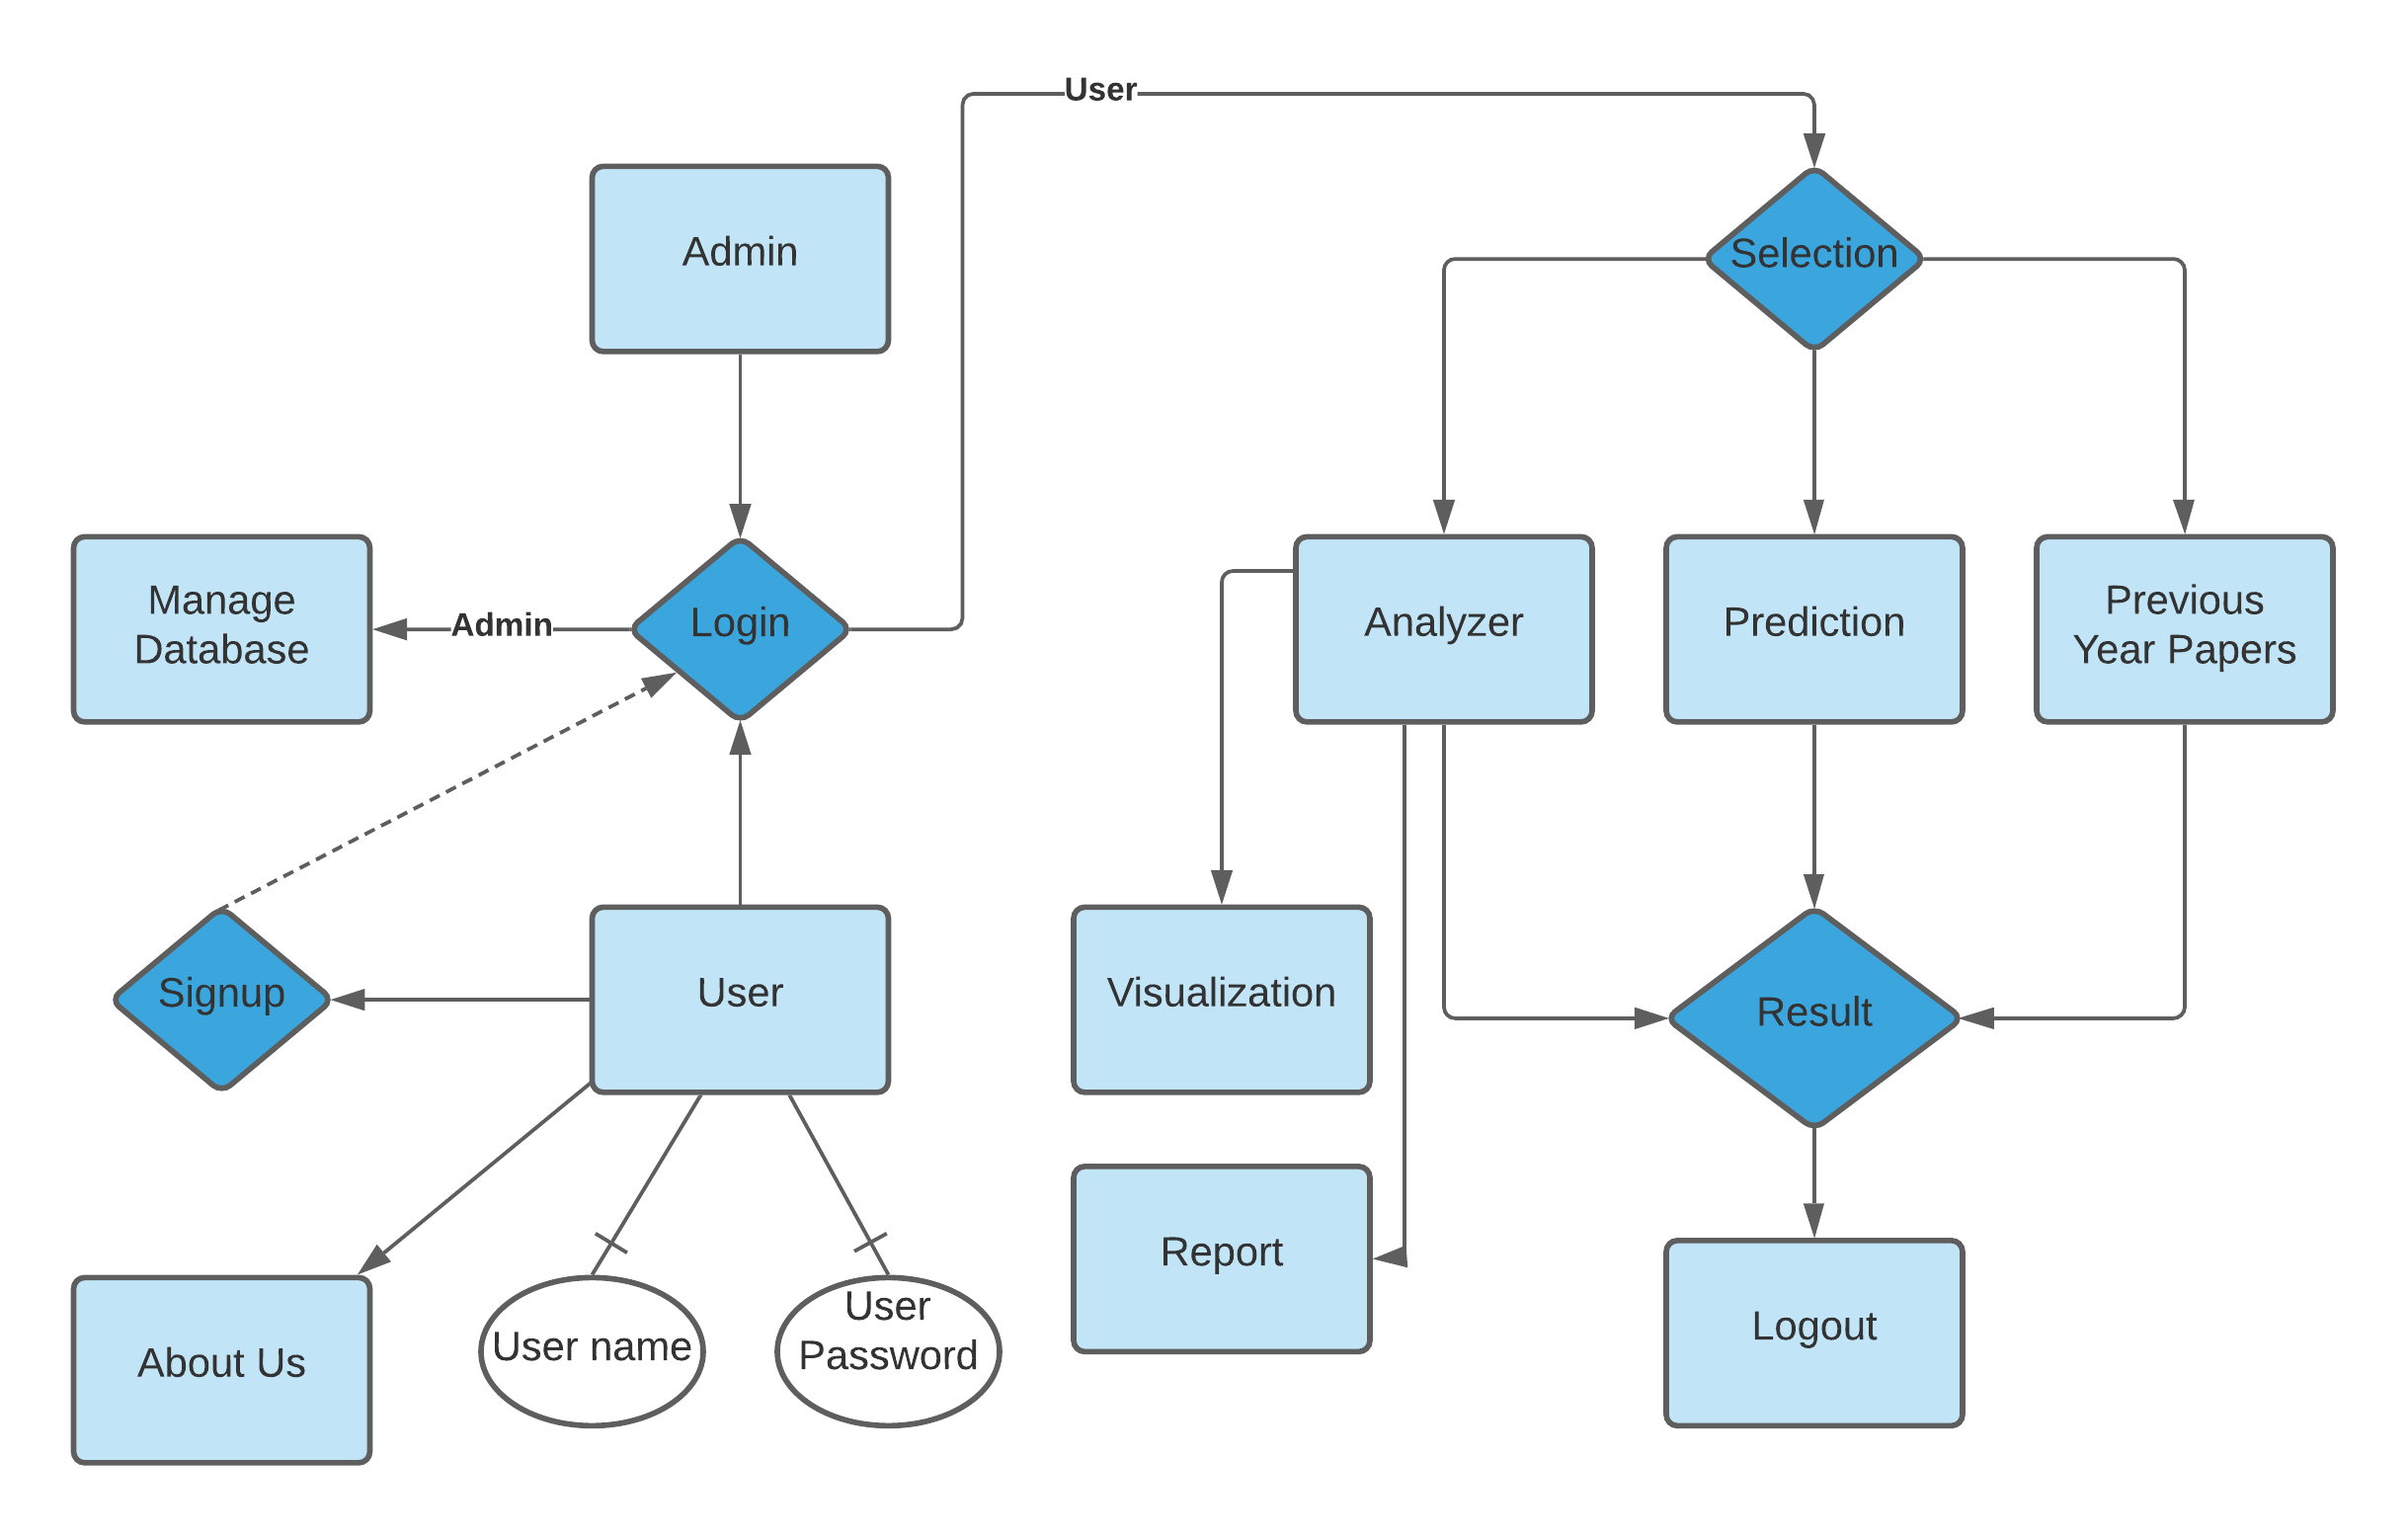 User
Admin
Selection
Manage
Database
Admin
Login
Analyzer
Prediction
Previous
Year Papers
Signup
User
Visualization
Result
Report
About Us
User name
User
Password
Logout